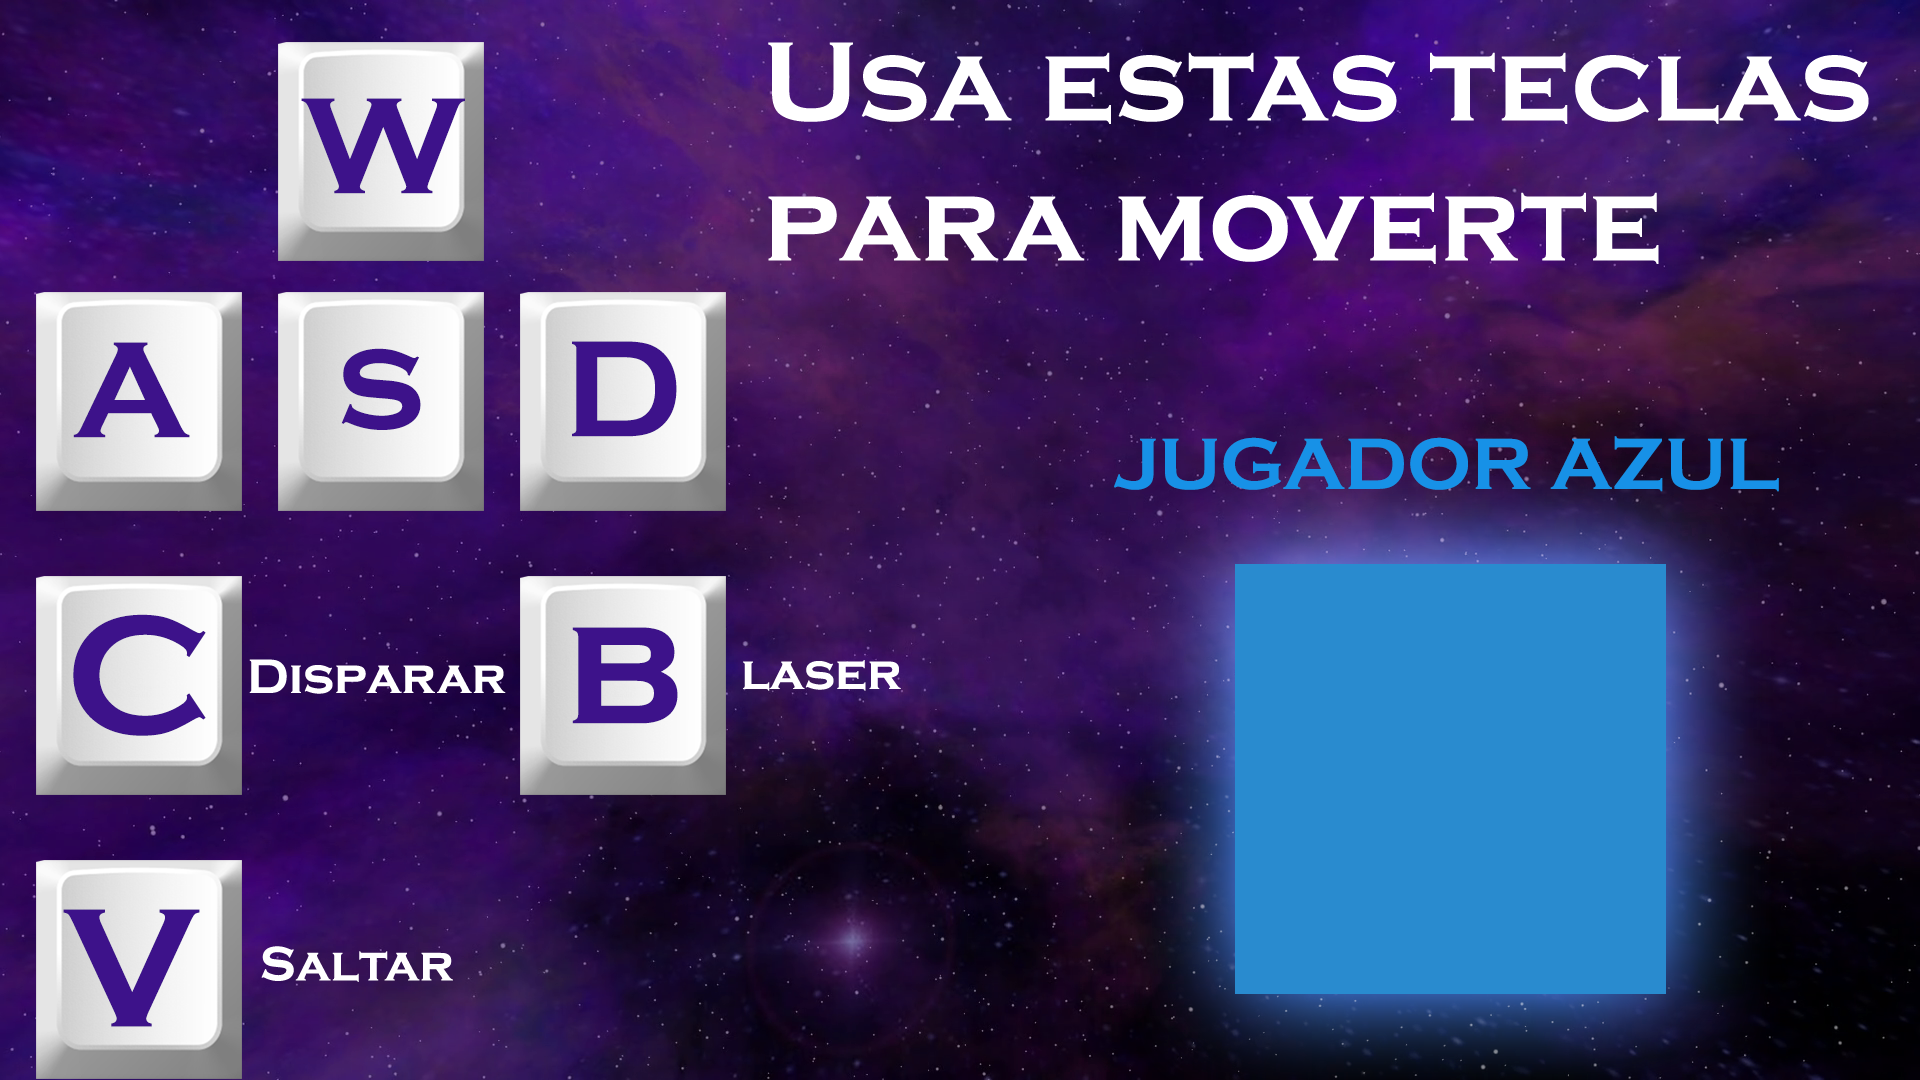 W
Usa estas teclas
para moverte
A S D
JUGADOR AZUL
C Disparar B laser
V Saltar